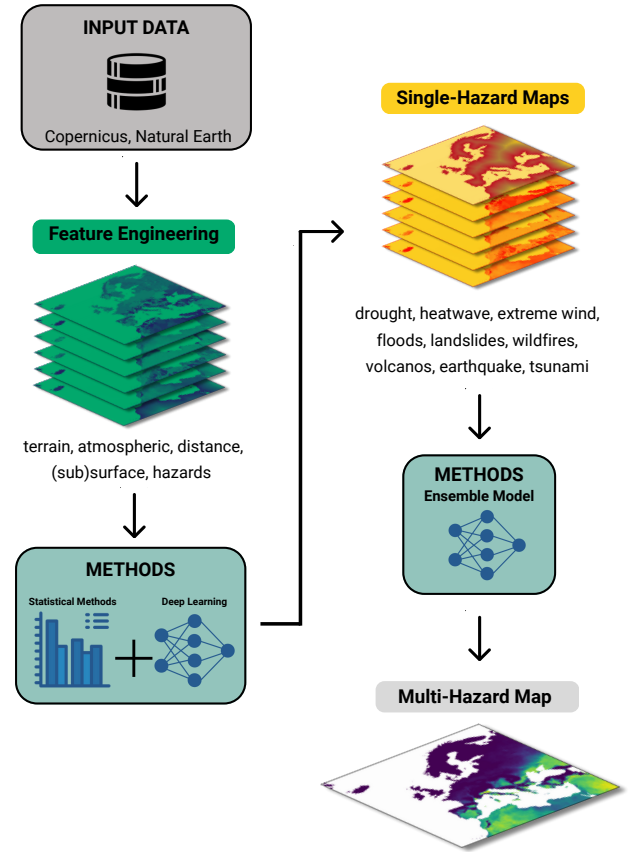 INPUT DATA
Copernicus, Natural Earth
Feature Engineering
terrain, atmospheric, distance,
(sub)surface, hazards
METHODS
Statistical Methods
Deep Learning
Single-Hazard Maps
drought, heatwave, extreme wind,
floods, landslides, wildfires,
volcanos, earthquake, tsunami
METHODS
Ensemble Model
Multi-Hazard Map